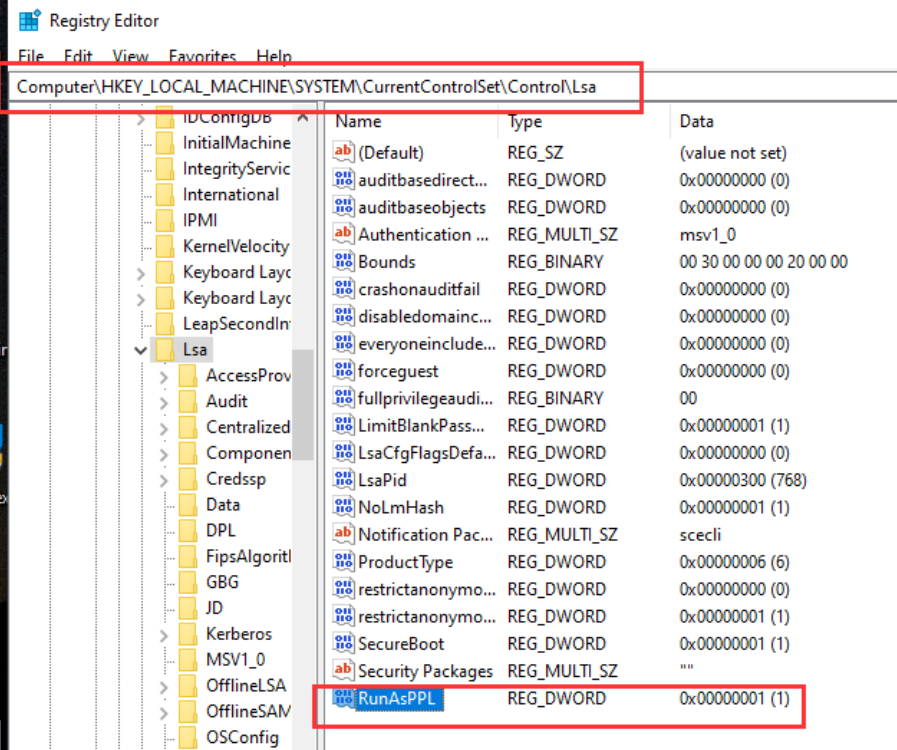 Registry Editor
File Edit View Favorites Help
Computer\HKEY_LOCAL_MACHINE\SYSTEM\CurrentControlSet\Control\Lsa
IDConfigDB
InitialMachine
IntegrityServic
International
IPMI
KernelVelocity
Keyboard Layo
Keyboard Layo
LeapSecondIn
Lsa
AccessProv
Audit
Centralized
Componen
Credssp
Data
DPL
FipsAlgorit
GBG
JD
Kerberos
MSV1_0
OfflineLSA
OfflineSAM
OSConfig
Name Type Data
(Default) REG_SZ (value not set)
auditbasedirect... REG_DWORD 0x00000000 (0)
auditbaseobjects REG_DWORD 0x00000000 (0)
Authentication ... REG_MULTI_SZ msv1_0
Bounds REG_BINARY 00 30 00 00 00 20 00 00
crashonauditfail REG_DWORD 0x00000000 (0)
disabledomainc... REG_DWORD 0x00000000 (0)
everyoneinclude... REG_DWORD 0x00000000 (0)
forceguest REG_DWORD 0x00000000 (0)
fullprivilegeaudi... REG_BINARY 00
LimitBlankPass... REG_DWORD 0x00000001 (1)
LsaCfgFlagsDefa... REG_DWORD 0x00000000 (0)
LsaPid REG_DWORD 0x00000300 (768)
NoLmHash REG_DWORD 0x00000001 (1)
Notification Pac... REG_MULTI_SZ scecli
ProductType REG_DWORD 0x00000006 (6)
restrictanonymo... REG_DWORD 0x00000000 (0)
restrictanonymo... REG_DWORD 0x00000001 (1)
SecureBoot REG_DWORD 0x00000001 (1)
Security Packages REG_MULTI_SZ ""
RunAsPPL REG_DWORD 0x00000001 (1)